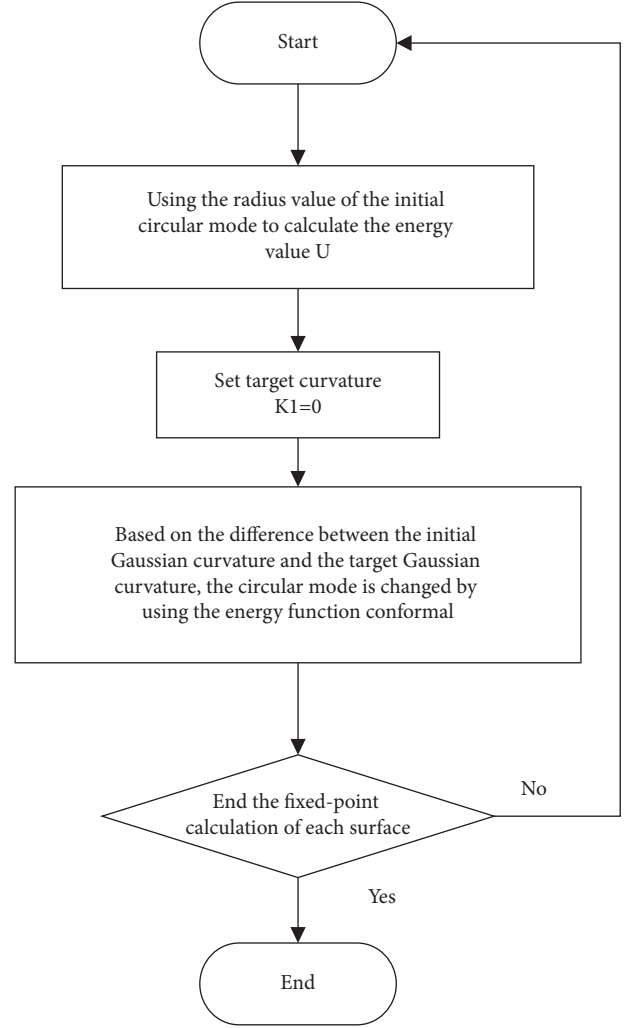 Start
Using the radius value of the initial
circular mode to calculate the energy
value U
Set target curvature
K1=0
Based on the difference between the initial
Gaussian curvature and the target Gaussian
curvature, the circular mode is changed by
using the energy function conformal
End the fixed-point
calculation of each surface
No
Yes
End